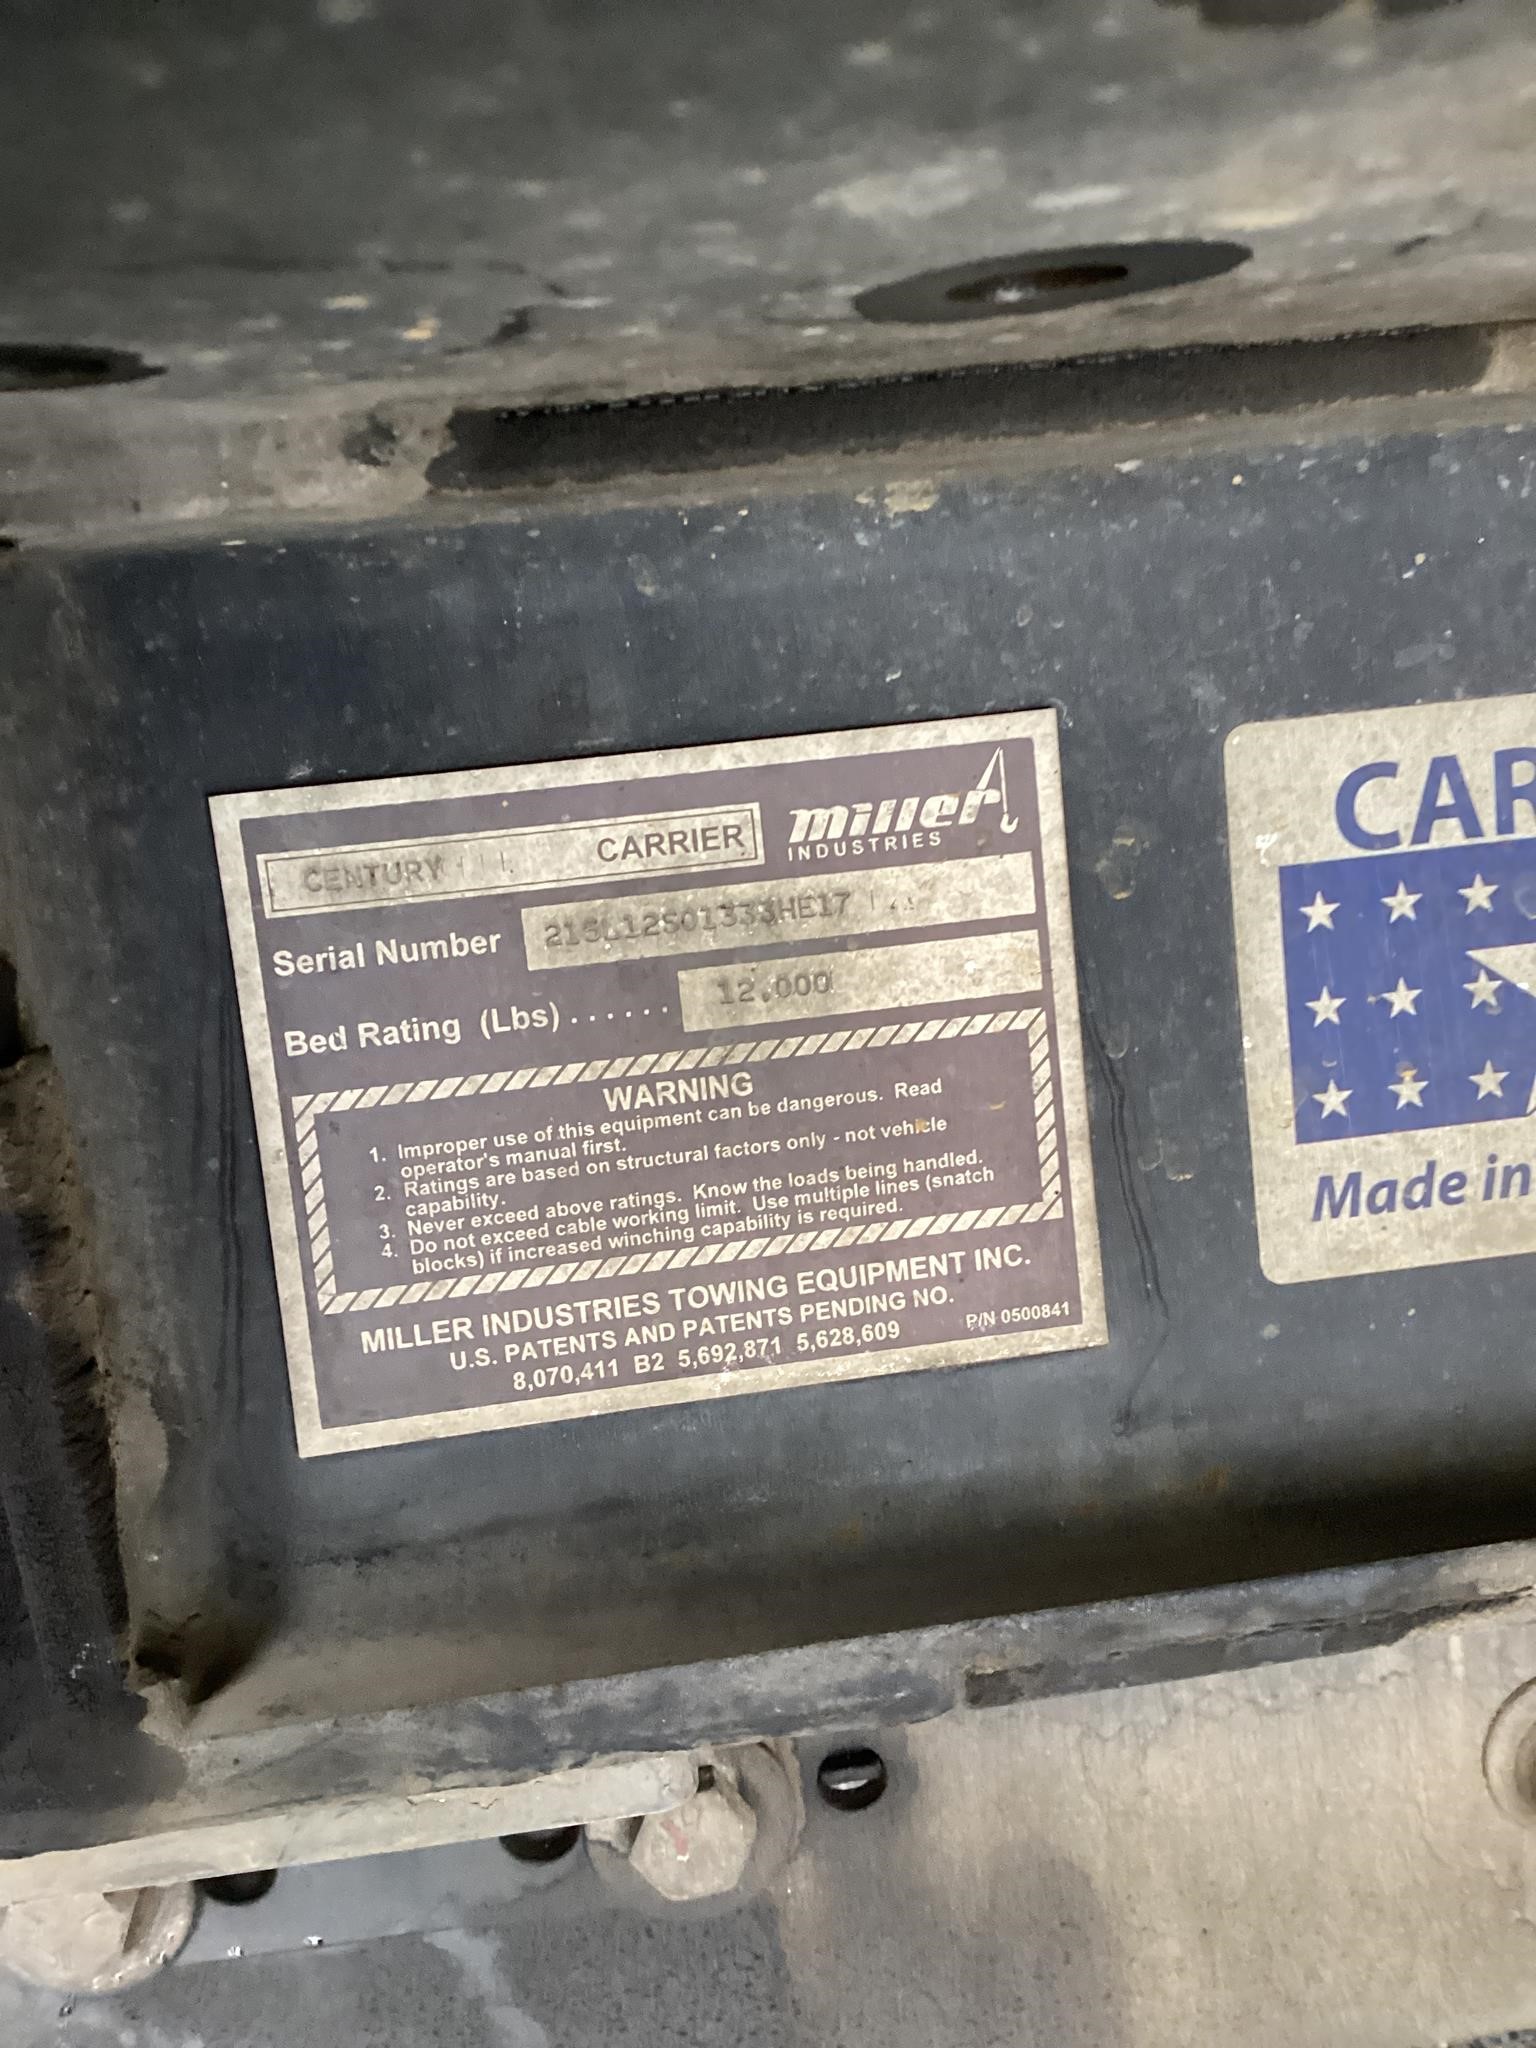 CENTURY CARRIER
miller
INDUSTRIES
Serial Number 215L12S01333HE17
Bed Rating (Lbs) . . . . . . 12,000
WARNING
1. Improper use of this equipment can be dangerous. Read
operator's manual first.
2. Ratings are based on structural factors only - not vehicle
capability.
3. Never exceed above ratings. Know the loads being handled.
4. Do not exceed cable working limit. Use multiple lines (snatch
blocks) if increased winching capability is required.
MILLER INDUSTRIES TOWING EQUIPMENT INC.
U.S. PATENTS AND PATENTS PENDING NO.
8,070,411 B2 5,692,871 5,628,609
P/N 0500841
CAR
Made in